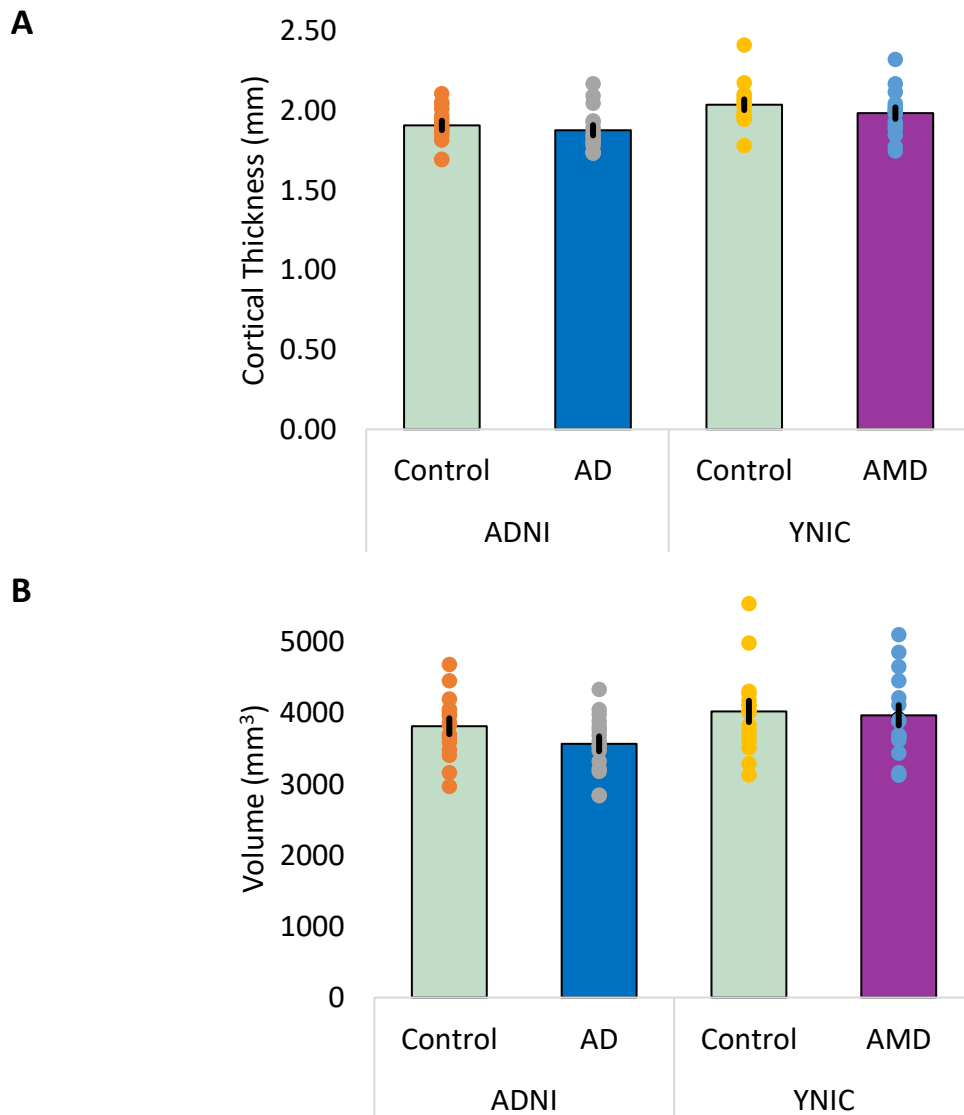 A
Cortical Thickness (mm)
2.50
2.00
1.50
1.00
0.50
0.00
Control AD Control AMD
ADNI YNIC
B
Volume (mm³)
5000
4000
3000
2000
1000
0
Control AD Control AMD
ADNI YNIC